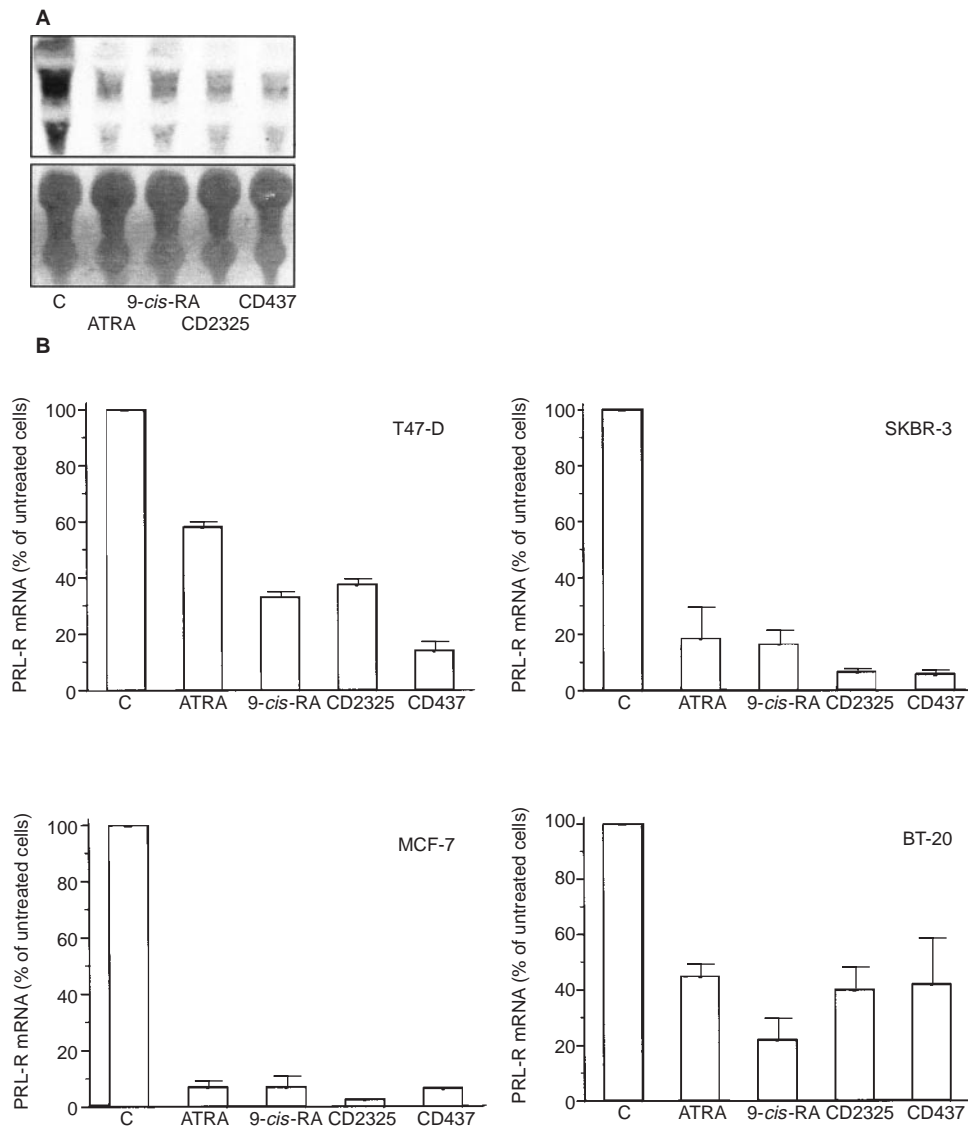 A
C 9-cis-RA CD437
ATRA CD2325
B
PRL-R mRNA (% of untreated cells)
100
80
60
40
20
0
T47-D
C ATRA 9-cis-RA CD2325 CD437
PRL-R mRNA (% of untreated cells)
100
80
60
40
20
0
SKBR-3
C ATRA 9-cis-RA CD2325 CD437
PRL-R mRNA (% of untreated cells)
100
80
60
40
20
0
MCF-7
C ATRA 9-cis-RA CD2325 CD437
PRL-R mRNA (% of untreated cells)
100
80
60
40
20
0
BT-20
C ATRA 9-cis-RA CD2325 CD437